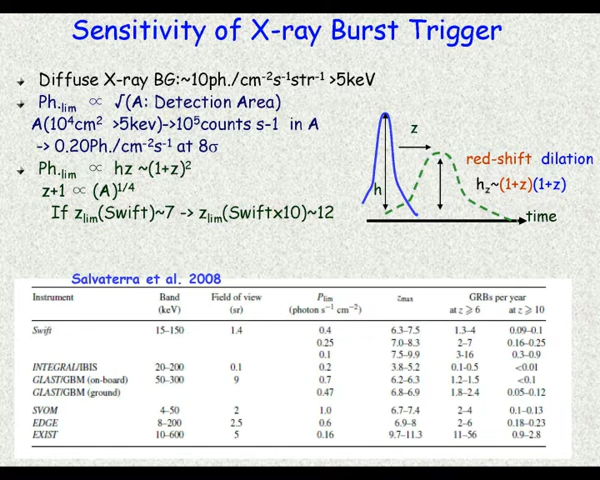 Sensitivity of X-ray Burst Trigger
Diffuse X-ray BG:~10ph./cm-2s-1str-1 >5keV
Ph.lim ∝ √(A: Detection Area)
A(10⁴cm² >5kev)->10⁵counts s-1 in A
-> 0.20Ph./cm-2s-1 at 8σ
Ph.lim ∝ hz ~(1+z)²
z+1 ∝ (A)1/4
If zlim(Swift)~7 -> zlim(Swiftx10)~12
z
red-shift dilation
h
hz~(1+z)(1+z)
time
Salvaterra et al. 2008
Instrument Band Field of view Plim zmax GRBs per year
(keV) (sr) (photon s⁻¹ cm⁻²) at z ≥ 6 at z ≥ 10
Swift 15–150 1.4 0.4 6.3–7.5 1.3–4 0.09–0.1
0.25 7.0–8.3 2–7 0.16–0.25
0.1 7.5–9.9 3-16 0.3–0.9
INTEGRAL/IBIS 20–200 0.1 0.2 3.8–5.2 0.1-0.5 <0.01
GLAST/GBM (on-board) 50–300 9 0.7 6.2–6.3 1.2–1.5 <0.1
GLAST/GBM (ground) 0.47 6.8–6.9 1.8–2.4 0.05–0.12
SVOM 4–50 2 1.0 6.7–7.4 2–4 0.1–0.13
EDGE 8–200 2.5 0.6 6.9–8 2–6 0.18–0.23
EXIST 10–600 5 0.16 9.7–11.3 11–56 0.9–2.8